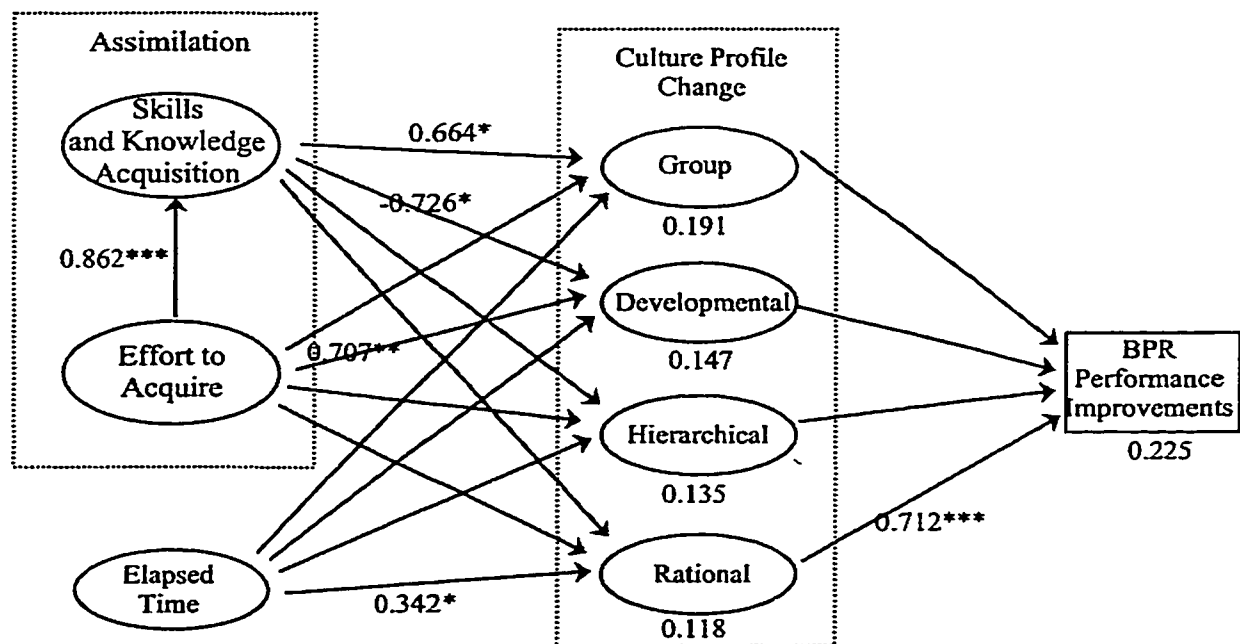 Assimilation
Skills
and Knowledge
Acquisition
0.862***
Effort to
Acquire
Elapsed
Time
0.664*
-0.726*
0.707**
0.342*
Culture Profile
Change
Group
0.191
Developmental
0.147
Hierarchical
0.135
Rational
0.118
0.712***
BPR
Performance
Improvements
0.225